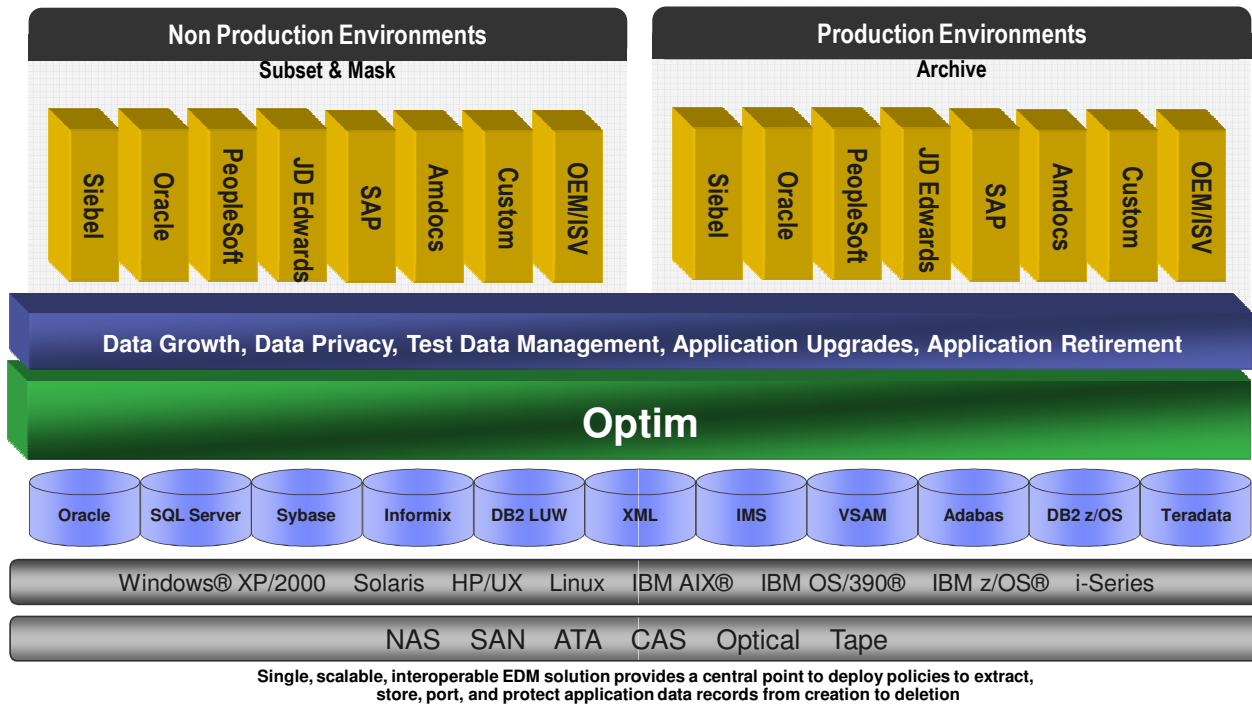 Non Production Environments
Subset & Mask
Siebel
Oracle
PeopleSoft
JD Edwards
SAP
Amdocs
Custom
OEM/ISV
Production Environments
Archive
Siebel
Oracle
PeopleSoft
JD Edwards
SAP
Amdocs
Custom
OEM/ISV
Data Growth, Data Privacy, Test Data Management, Application Upgrades, Application Retirement
Optim
Oracle
SQL Server
Sybase
Informix
DB2 LUW
XML
IMS
VSAM
Adabas
DB2 z/OS
Teradata
Windows® XP/2000 Solaris HP/UX Linux IBM AIX® IBM OS/390® IBM z/OS® i-Series
NAS SAN ATA CAS Optical Tape
Single, scalable, interoperable EDM solution provides a central point to deploy policies to extract,
store, port, and protect application data records from creation to deletion